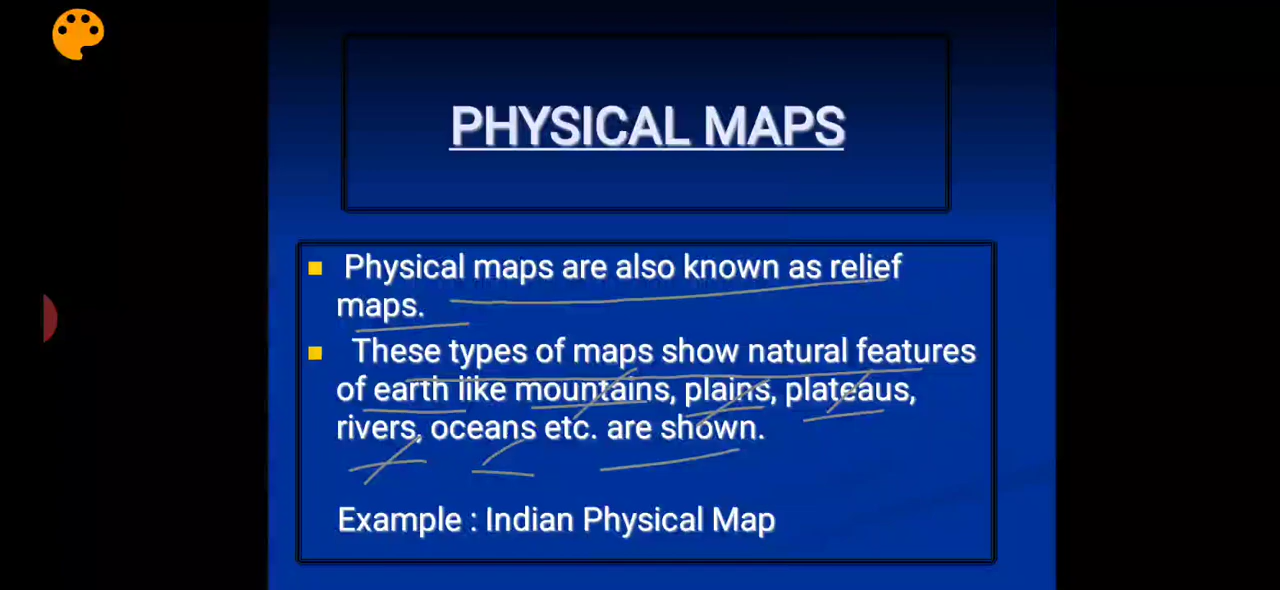 PHYSICAL MAPS
Physical maps are also known as relief
maps.
These types of maps show natural features
of earth like mountains, plains, plateaus,
rivers, oceans etc. are shown.
Example : Indian Physical Map